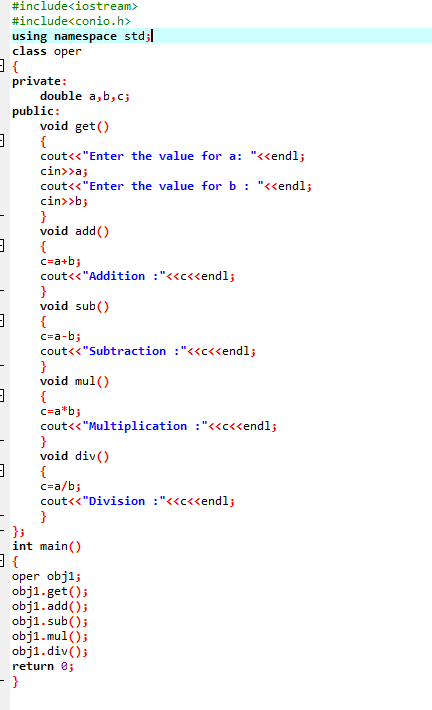 #include<iostream>
#include<conio.h>
using namespace std;
class oper
{
private:
    double a,b,c;
public:
    void get()
    {
    cout<<"Enter the value for a: "<<endl;
    cin>>a;
    cout<<"Enter the value for b : "<<endl;
    cin>>b;
    }
    void add()
    {
    c=a+b;
    cout<<"Addition :"<<c<<endl;
    }
    void sub()
    {
    c=a-b;
    cout<<"Subtraction :"<<c<<endl;
    }
    void mul()
    {
    c=a*b;
    cout<<"Multiplication :"<<c<<endl;
    }
    void div()
    {
    c=a/b;
    cout<<"Division :"<<c<<endl;
    }
};
int main()
{
oper obj1;
obj1.get();
obj1.add();
obj1.sub();
obj1.mul();
obj1.div();
return 0;
}